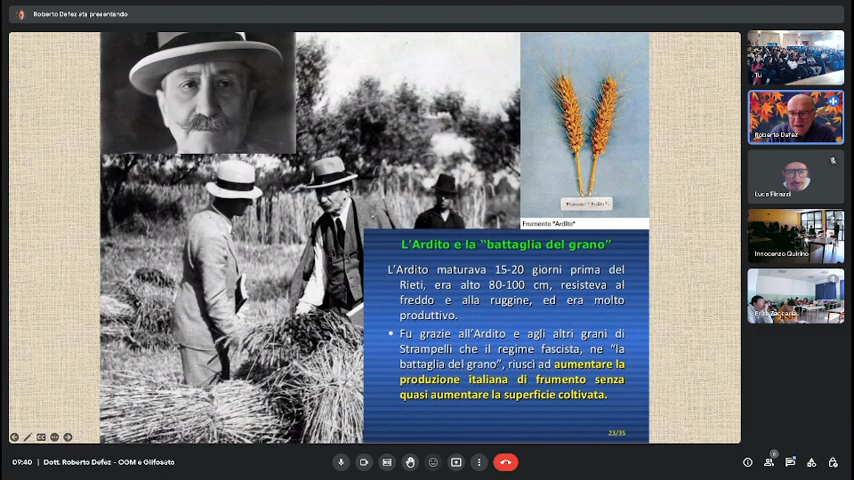 Roberto Defez sta presentando
Frumento "Ardito"
Frumento "Ardito"
L'Ardito e la "battaglia del grano"
L'Ardito maturava 15-20 giorni prima del
Rieti, era alto 80-100 cm, resisteva al
freddo e alla ruggine, ed era molto
produttivo.
• Fu grazie all'Ardito e agli altri grani di
Strampelli che il regime fascista, ne "la
battaglia del grano", riuscì ad aumentare la
produzione italiana di frumento senza
quasi aumentare la superficie coltivata.
23/35
Tu
Roberto Defez
Innocenzo Quirino
09:40 | Dott. Roberto Defez - OGM e Glifosato
6